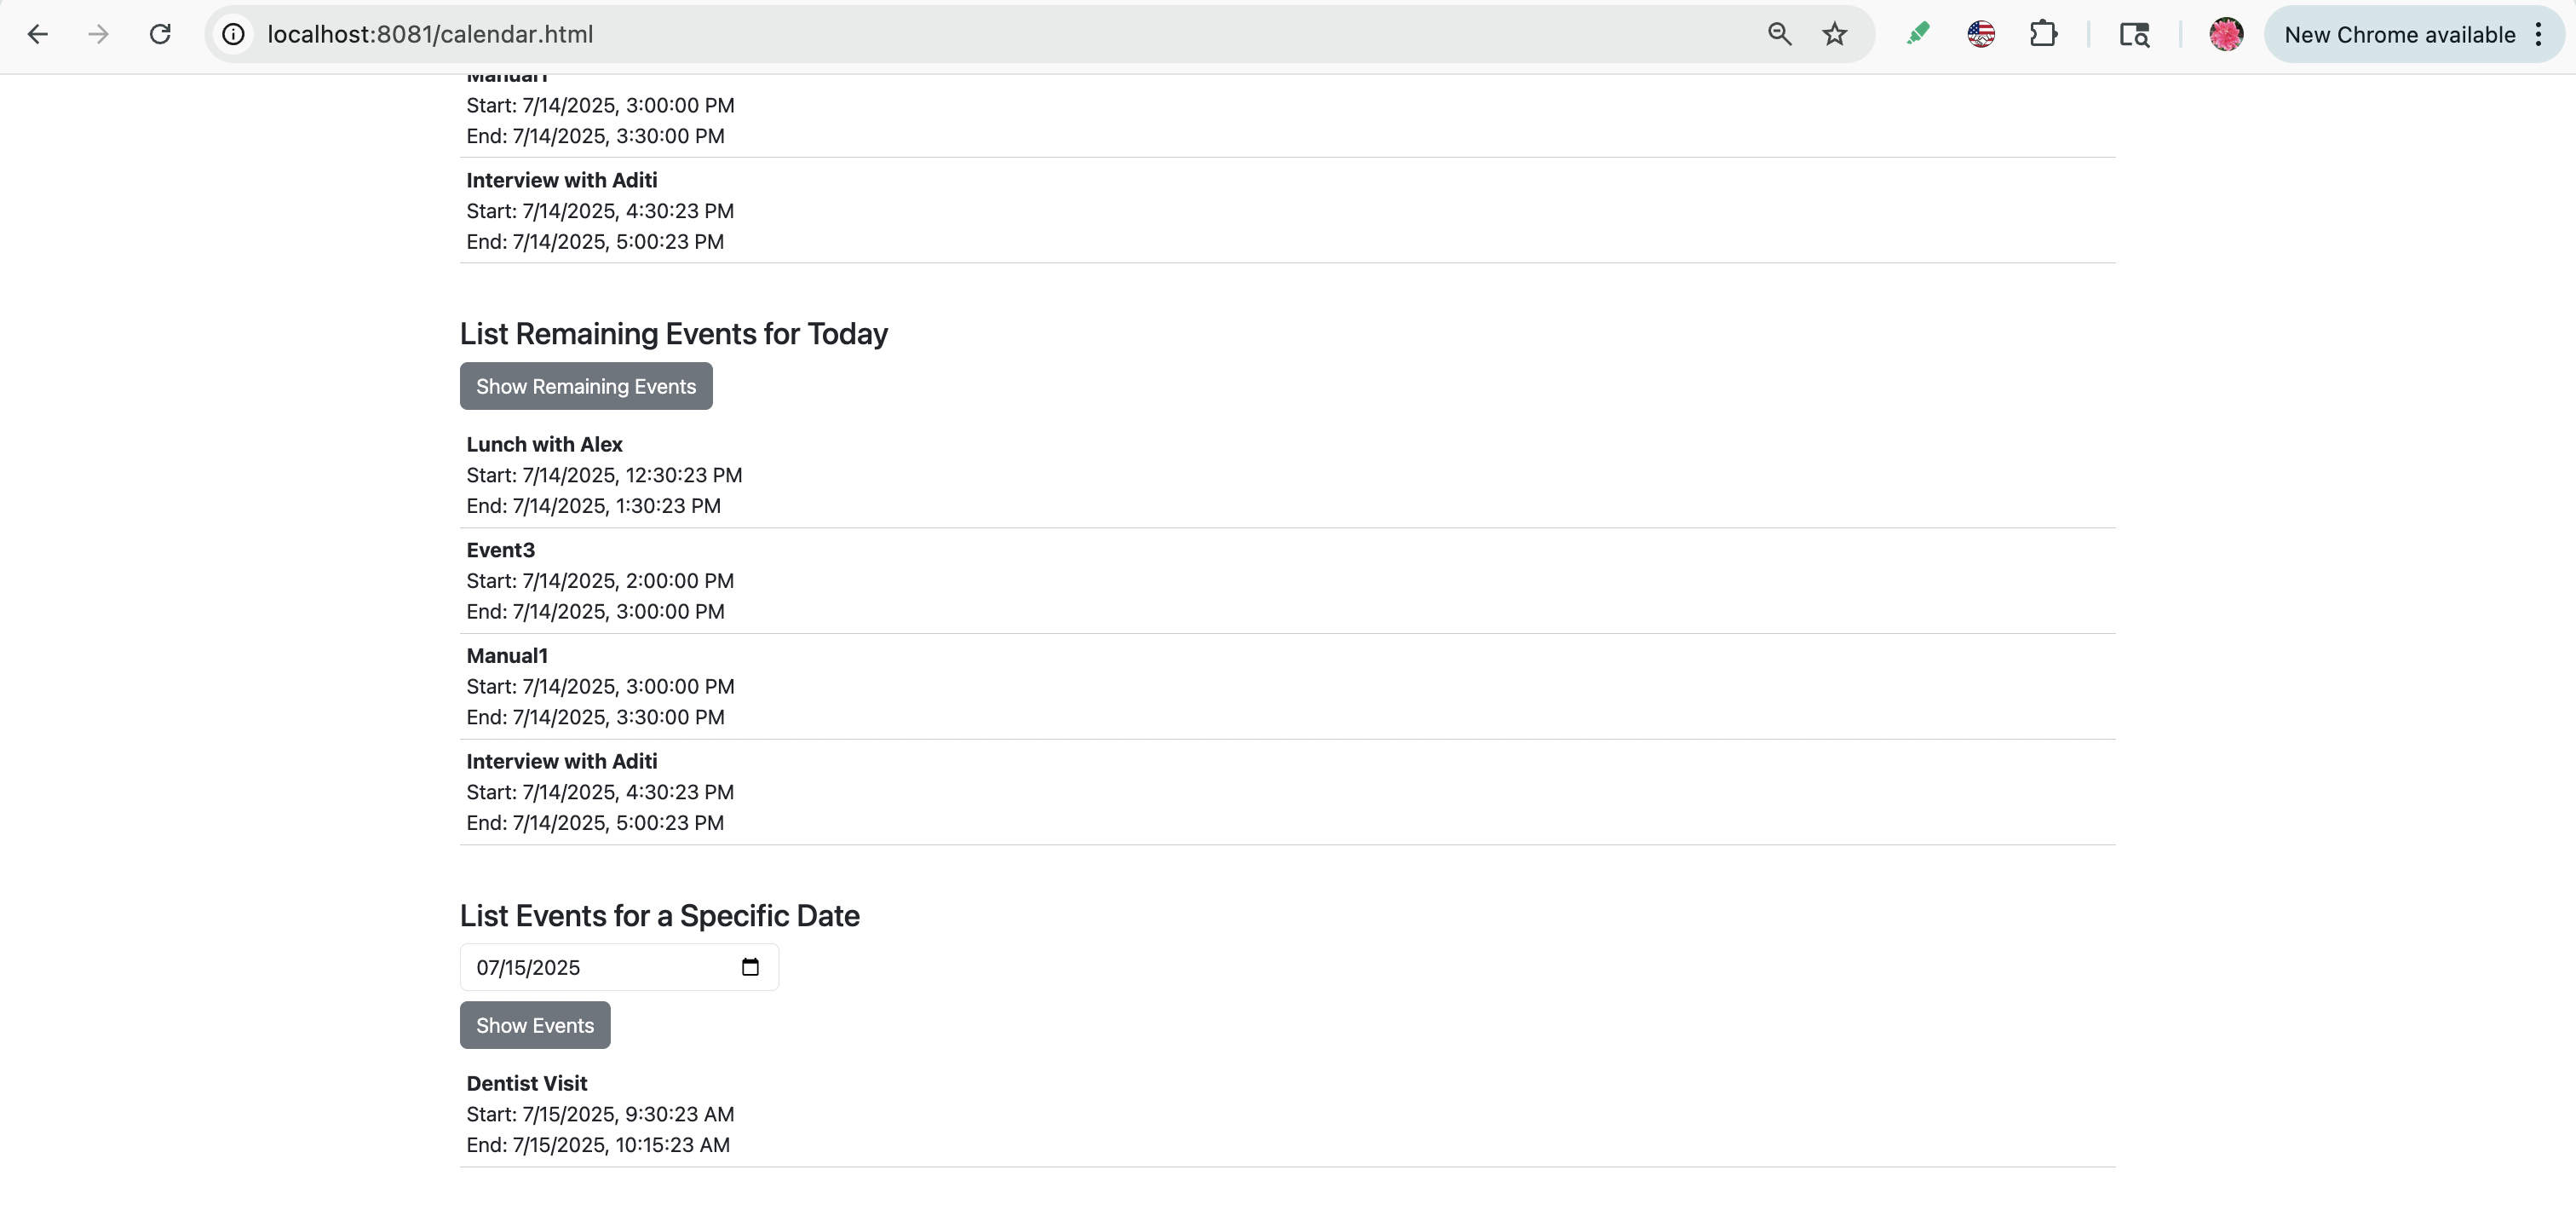 localhost:8081/calendar.html
New Chrome available
Manual1
Start: 7/14/2025, 3:00:00 PM
End: 7/14/2025, 3:30:00 PM
Interview with Aditi
Start: 7/14/2025, 4:30:23 PM
End: 7/14/2025, 5:00:23 PM
List Remaining Events for Today
Show Remaining Events
Lunch with Alex
Start: 7/14/2025, 12:30:23 PM
End: 7/14/2025, 1:30:23 PM
Event3
Start: 7/14/2025, 2:00:00 PM
End: 7/14/2025, 3:00:00 PM
Manual1
Start: 7/14/2025, 3:00:00 PM
End: 7/14/2025, 3:30:00 PM
Interview with Aditi
Start: 7/14/2025, 4:30:23 PM
End: 7/14/2025, 5:00:23 PM
List Events for a Specific Date
07/15/2025
Show Events
Dentist Visit
Start: 7/15/2025, 9:30:23 AM
End: 7/15/2025, 10:15:23 AM